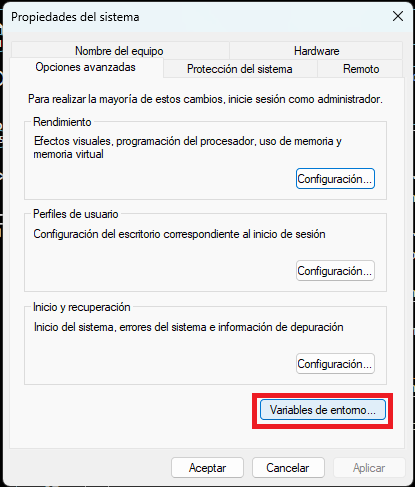 Propiedades del sistema
Nombre del equipo
Hardware
Opciones avanzadas
Protección del sistema
Remoto
Para realizar la mayoría de estos cambios, inicie sesión como administrador.
Rendimiento
Efectos visuales, programación del procesador, uso de memoria y
memoria virtual
Configuración...
Perfiles de usuario
Configuración del escritorio correspondiente al inicio de sesión
Configuración...
Inicio y recuperación
Inicio del sistema, errores del sistema e información de depuración
Configuración...
Variables de entorno...
Aceptar
Cancelar
Aplicar